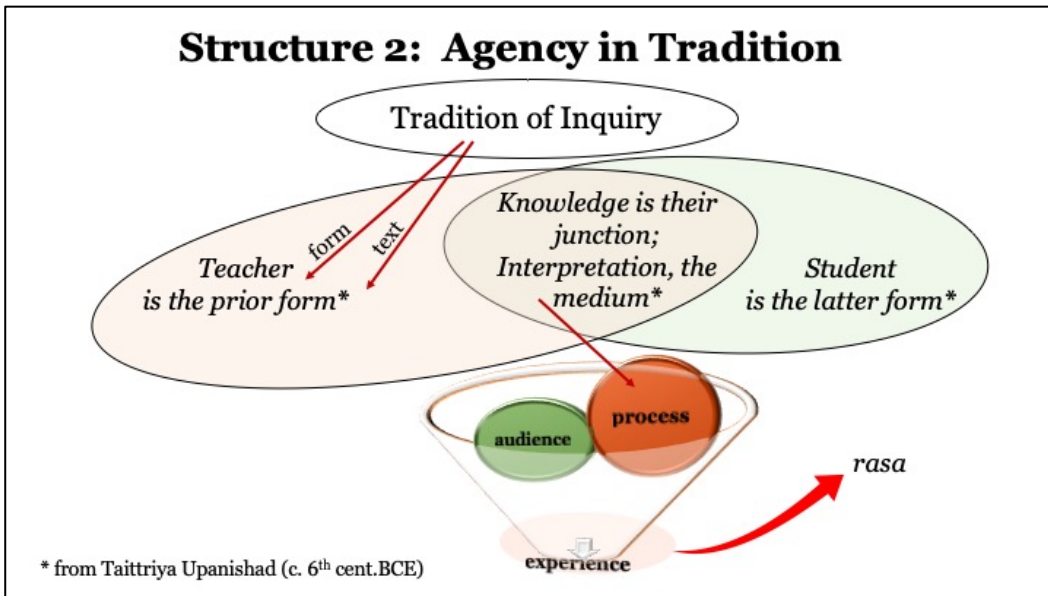 Structure 2: Agency in Tradition
Tradition of Inquiry
form
text
Teacher
is the prior form*
Knowledge is their
junction;
Interpretation, the
medium*
Student
is the latter form*
audience
process
rasa
experience
* from Taittriya Upanishad (c. 6th cent.BCE)